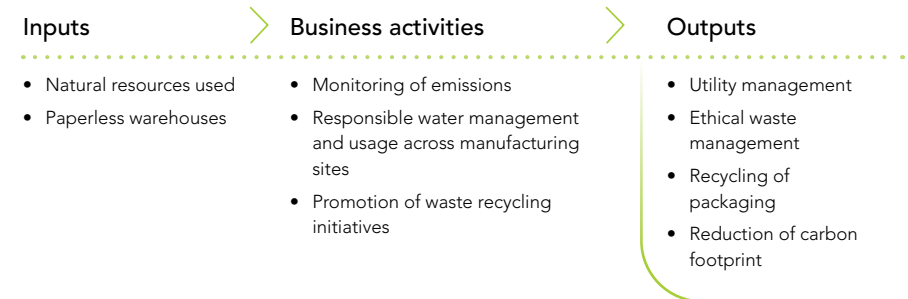 Inputs
• Natural resources used
• Paperless warehouses
Business activities
• Monitoring of emissions
• Responsible water management
and usage across manufacturing
sites
• Promotion of waste recycling
initiatives
Outputs
• Utility management
• Ethical waste
management
• Recycling of
packaging
• Reduction of carbon
footprint